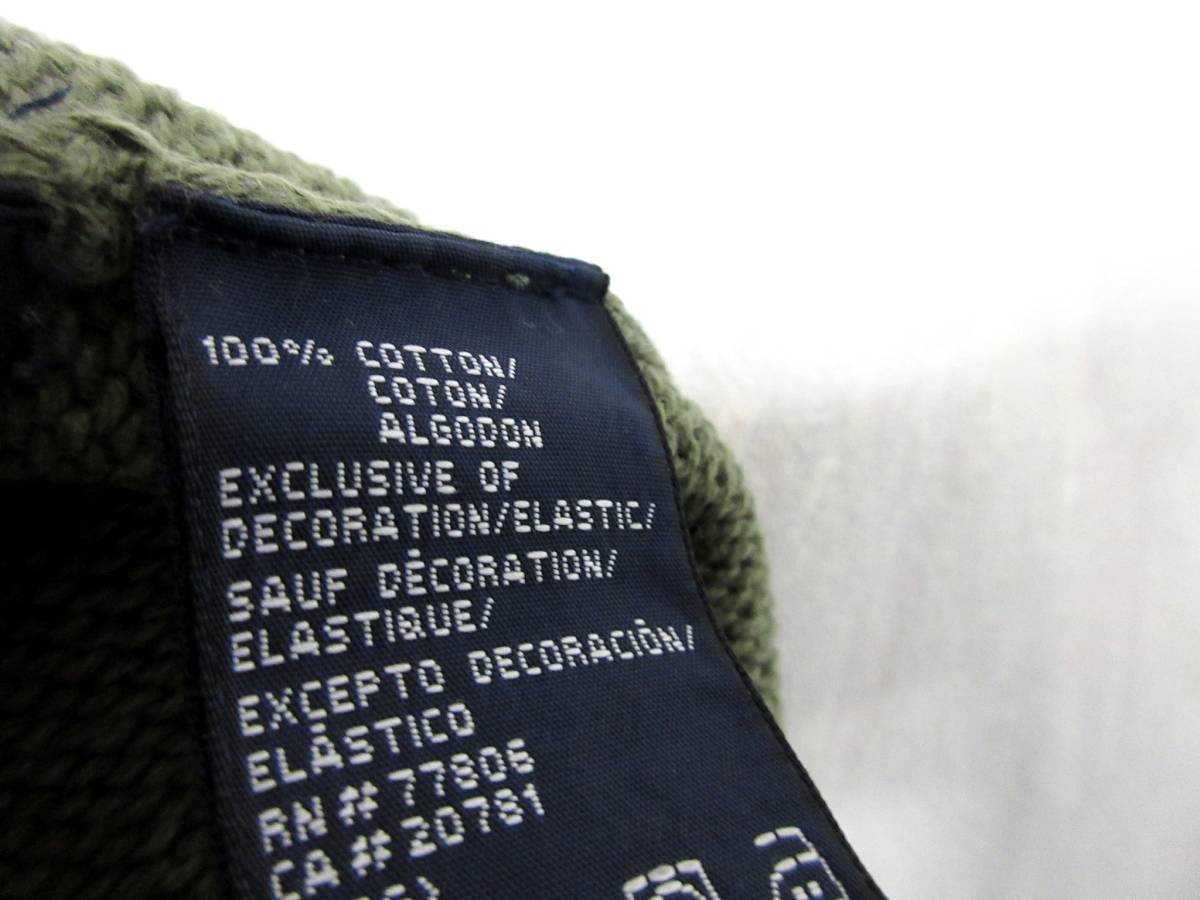 100% COTTON/
COTON/
ALGODON
EXCLUSIVE OF
DECORATION/ELASTIC/
SAUF DÉCORATION/
ELASTIQUE/
EXCEPTO DECORACIÓN/
ELÁSTICO
RN # 77806
CA # 20781